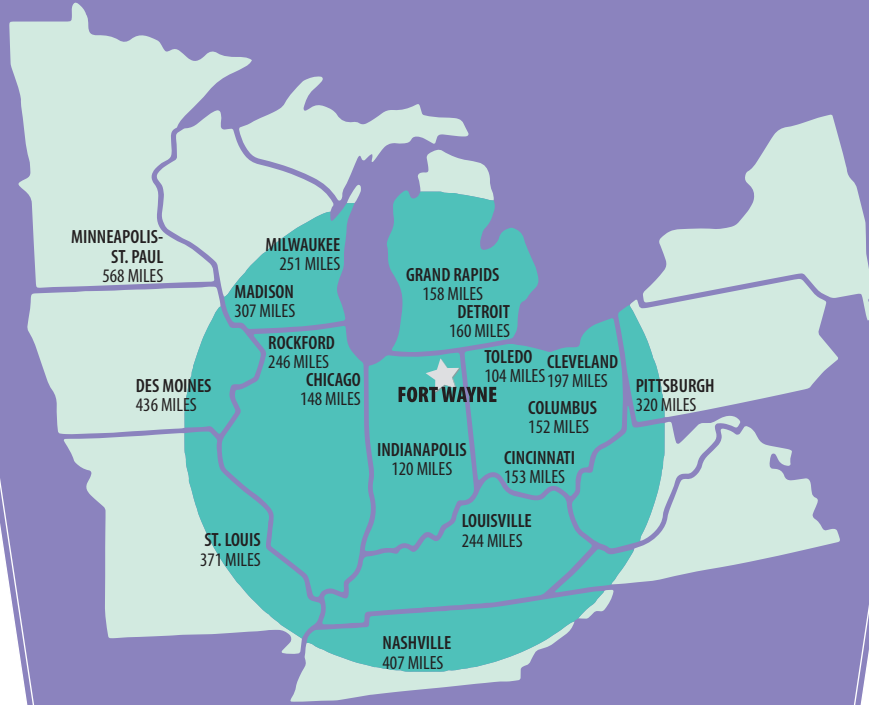 MINNEAPOLIS-
ST. PAUL
568 MILES
MILWAUKEE
251 MILES
MADISON
307 MILES
GRAND RAPIDS
158 MILES
DETROIT
160 MILES
ROCKFORD
246 MILES
CHICAGO
148 MILES
TOLEDO
104 MILES
CLEVELAND
197 MILES
FORT WAYNE
DES MOINES
436 MILES
PITTSBURGH
320 MILES
COLUMBUS
152 MILES
INDIANAPOLIS
120 MILES
CINCINNATI
153 MILES
LOUISVILLE
244 MILES
ST. LOUIS
371 MILES
NASHVILLE
407 MILES